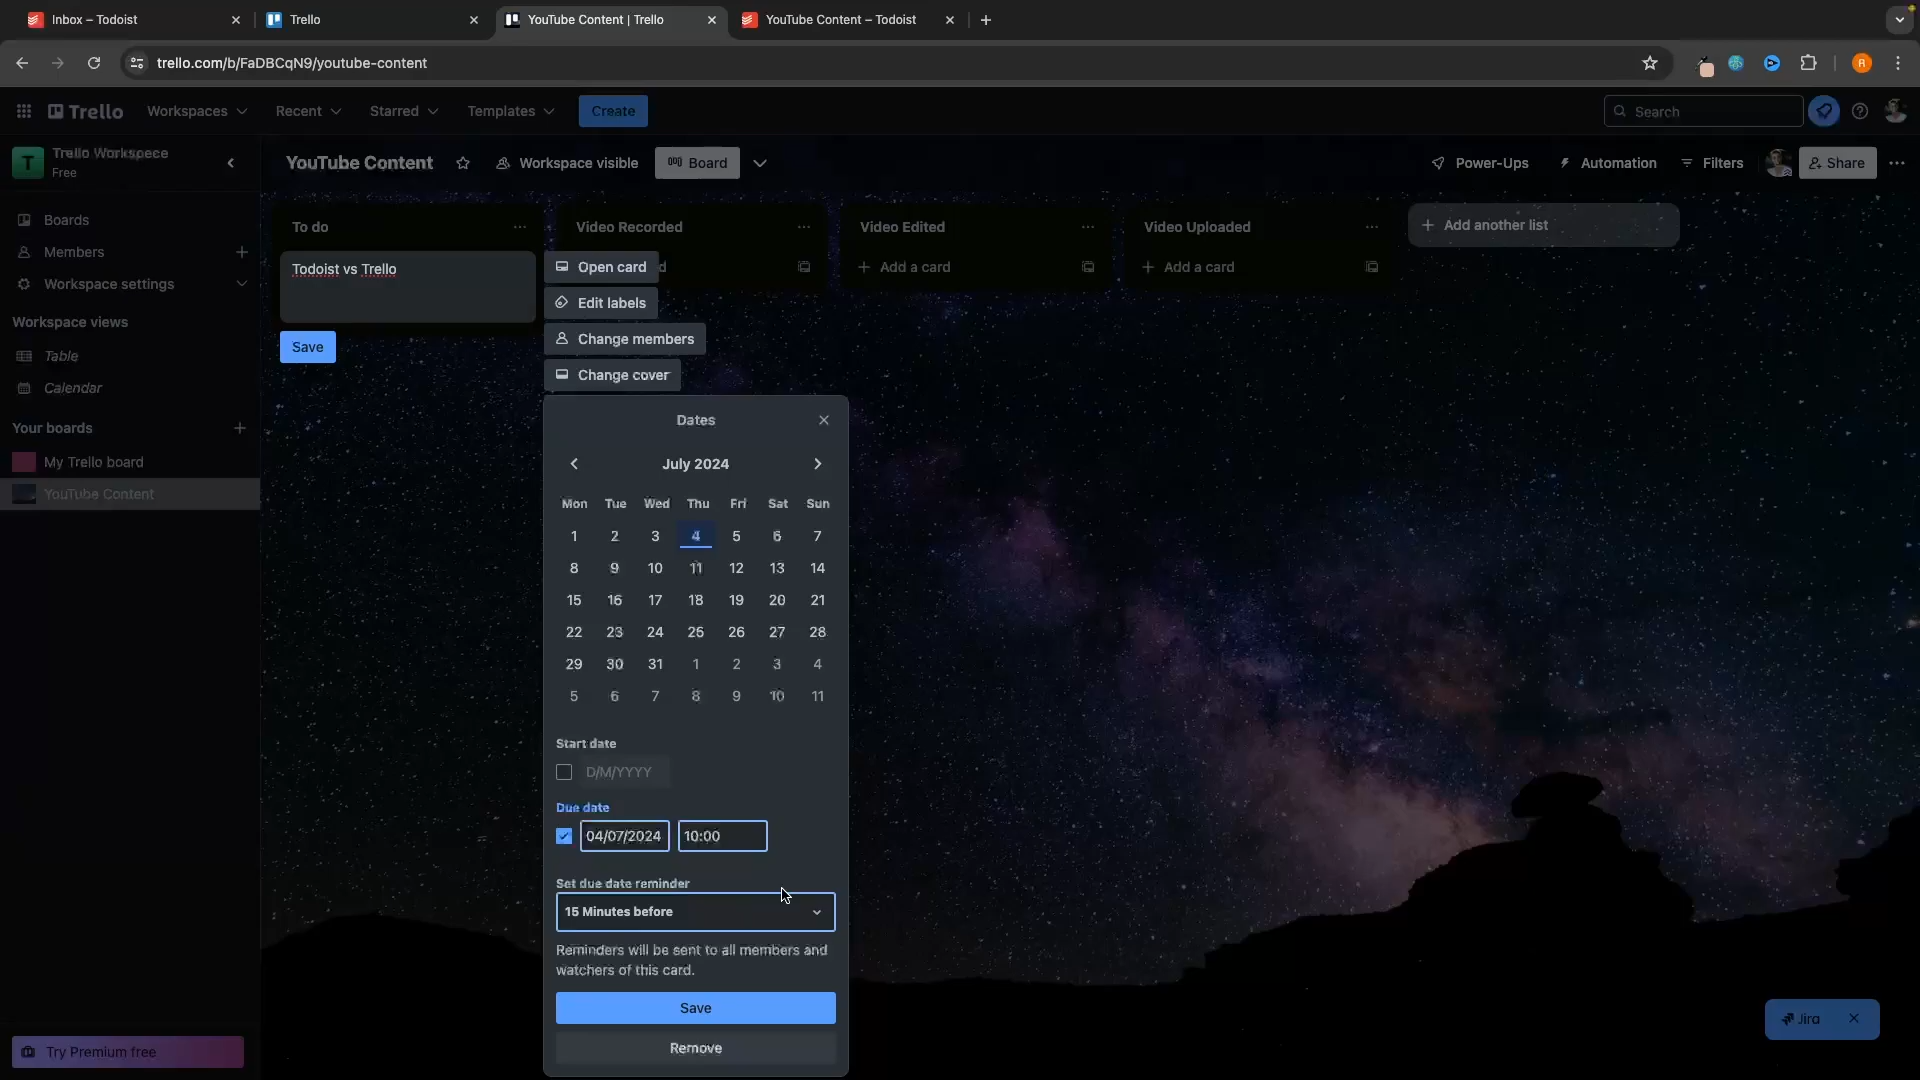 Inbox – Todoist
Trello
YouTube Content | Trello
YouTube Content – Todoist
trello.com/b/FaDBCqN9/youtube-content
R
Trello
Workspaces
Recent
Starred
Templates
Create
Search
T
Trello Workspace
Free
YouTube Content
Workspace visible
Board
Power-Ups
Automation
Filters
Share
Boards
Members
Workspace settings
Workspace views
Table
Calendar
Your boards
My Trello board
YouTube Content
Try Premium free
To do
Todoist vs Trello
Save
Video Recorded
d
Video Edited
Add a card
Video Uploaded
Add a card
Add another list
Open card
Edit labels
Change members
Change cover
Dates
July 2024
Mon Tue Wed Thu Fri Sat Sun
1 2 3 4 5 6 7
8 9 10 11 12 13 14
15 16 17 18 19 20 21
22 23 24 25 26 27 28
29 30 31 1 2 3 4
5 6 7 8 9 10 11
Start date
D/M/YYYY
Due date
04/07/2024 10:00
Set due date reminder
15 Minutes before
Reminders will be sent to all members and
watchers of this card.
Save
Remove
Jira